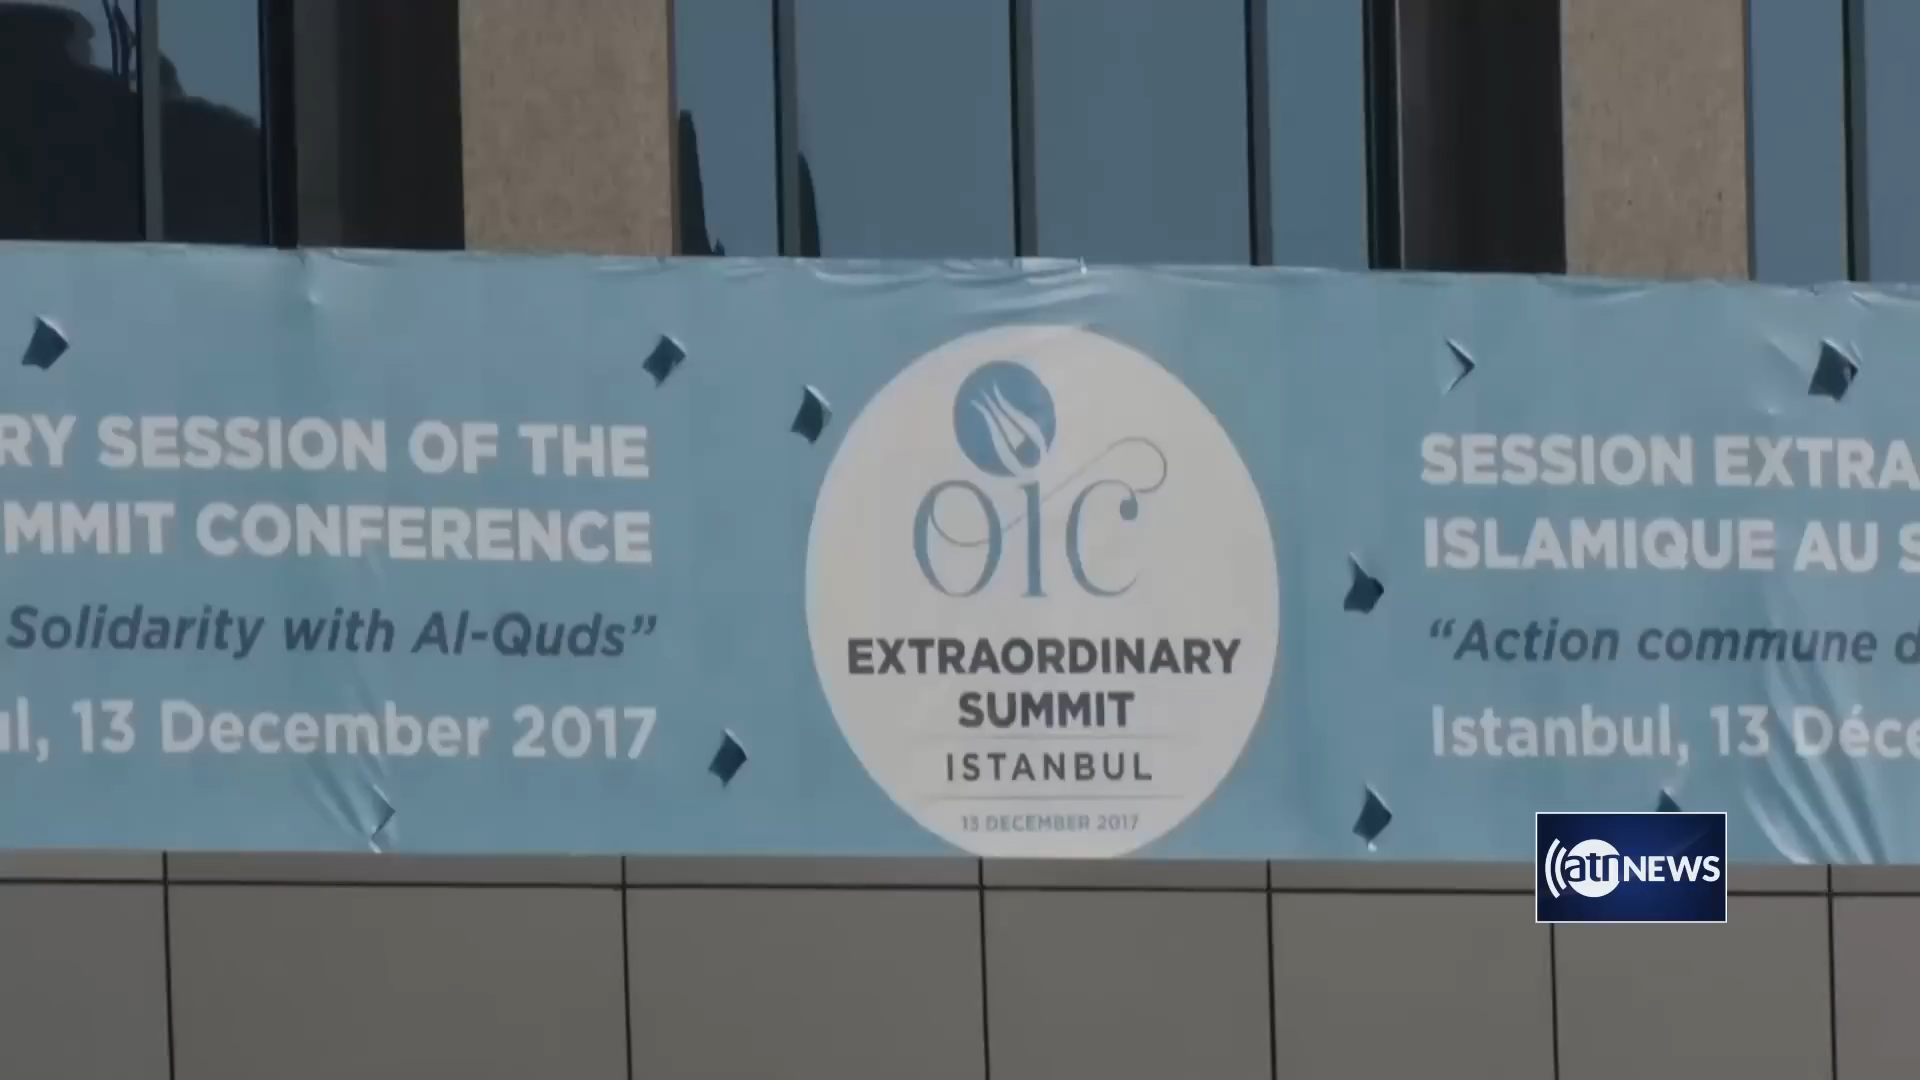 RY SESSION OF THE
MMIT CONFERENCE
Solidarity with Al-Quds”
ul, 13 December 2017
OIC
EXTRAORDINARY
SUMMIT
ISTANBUL
13 DECEMBER 2017
SESSION EXTRA
ISLAMIQUE AU S
“Action commune d
Istanbul, 13 Déce
atn NEWS